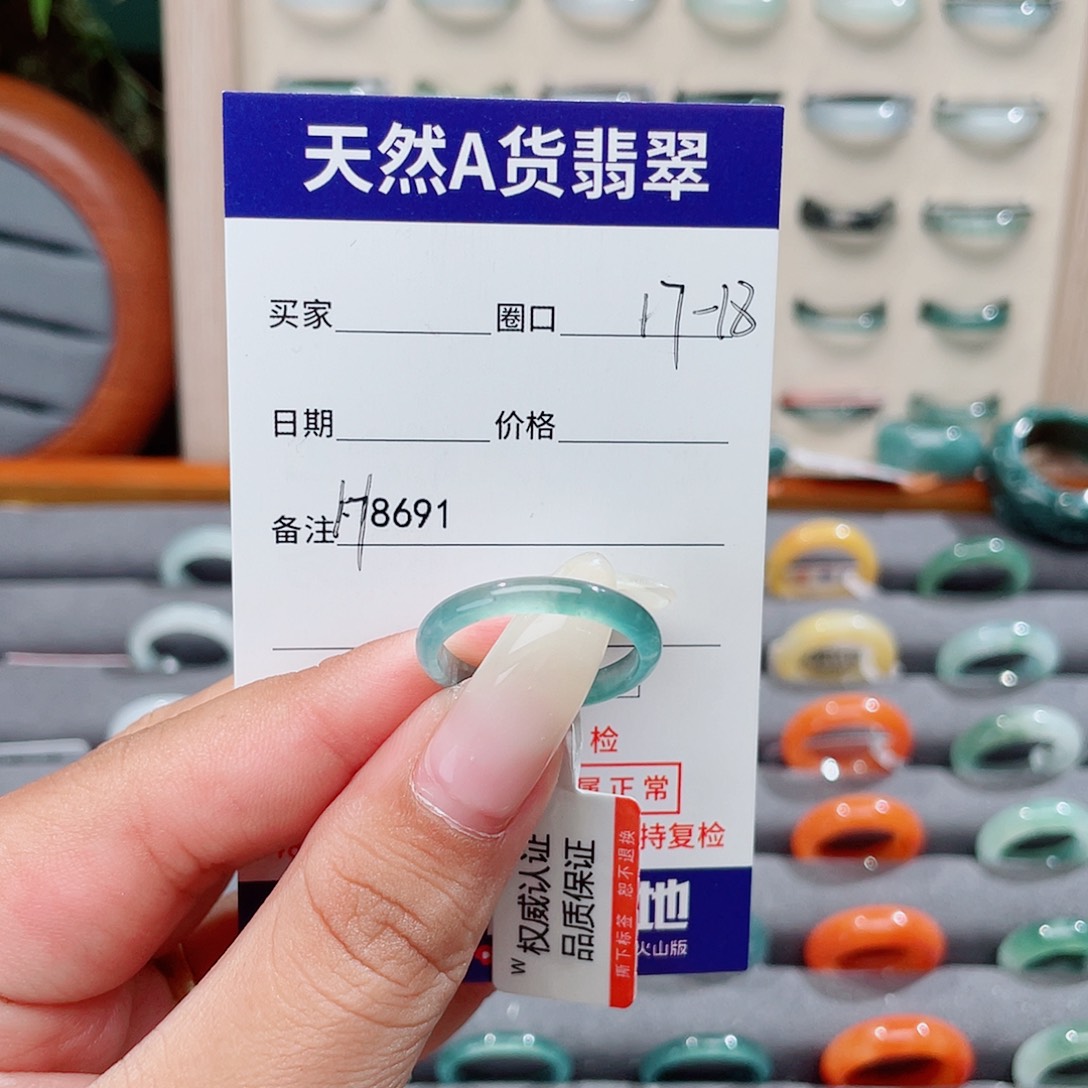 天然A货翡翠
买家 圈口 17-18
日期 价格
备注 H8691
检
属正常
持复检
权威认证
品质保证
撕下标签 恕不退换
W
地
火山版